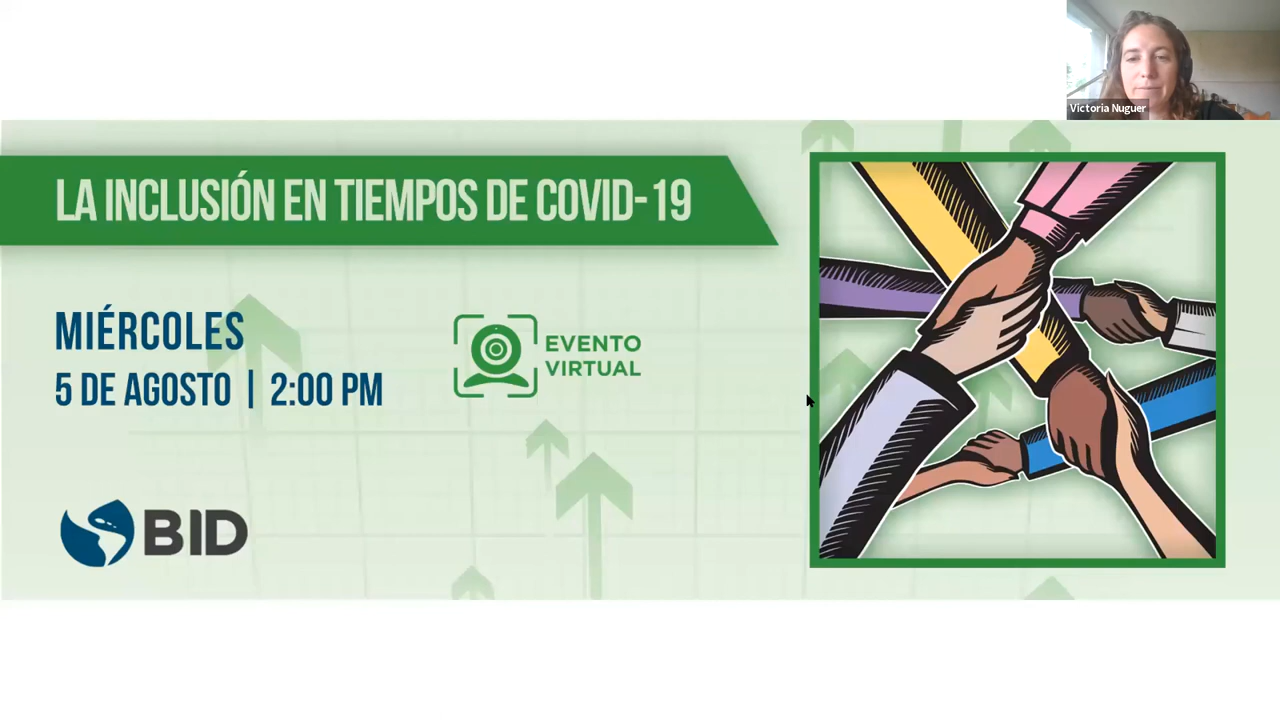 Victoria Nuguer
LA INCLUSIÓN EN TIEMPOS DE COVID-19
MIÉRCOLES
5 DE AGOSTO | 2:00 PM
EVENTO
VIRTUAL
BID